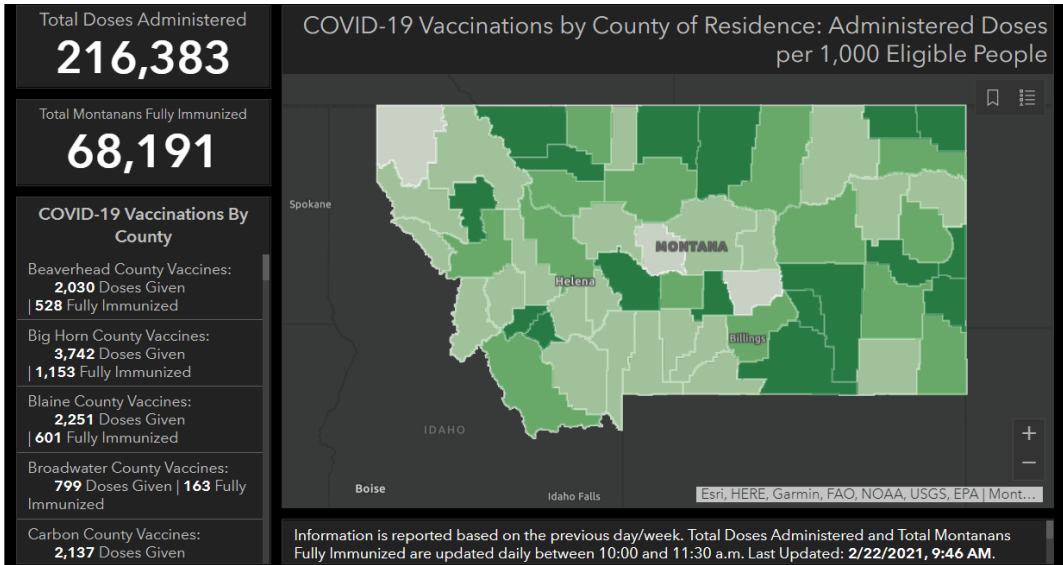 Total Doses Administered
216,383
Total Montanans Fully Immunized
68,191
COVID-19 Vaccinations By
County
Beaverhead County Vaccines:
2,030 Doses Given
| 528 Fully Immunized
Big Horn County Vaccines:
3,742 Doses Given
| 1,153 Fully Immunized
Blaine County Vaccines:
2,251 Doses Given
| 601 Fully Immunized
Broadwater County Vaccines:
799 Doses Given | 163 Fully
Immunized
Carbon County Vaccines:
2,137 Doses Given
COVID-19 Vaccinations by County of Residence: Administered Doses
per 1,000 Eligible People
Spokane
MONTANA
Helena
Billings
IDAHO
Boise
Idaho Falls
Esri, HERE, Garmin, FAO, NOAA, USGS, EPA | Mont...
Information is reported based on the previous day/week. Total Doses Administered and Total Montanans
Fully Immunized are updated daily between 10:00 and 11:30 a.m. Last Updated: 2/22/2021, 9:46 AM.